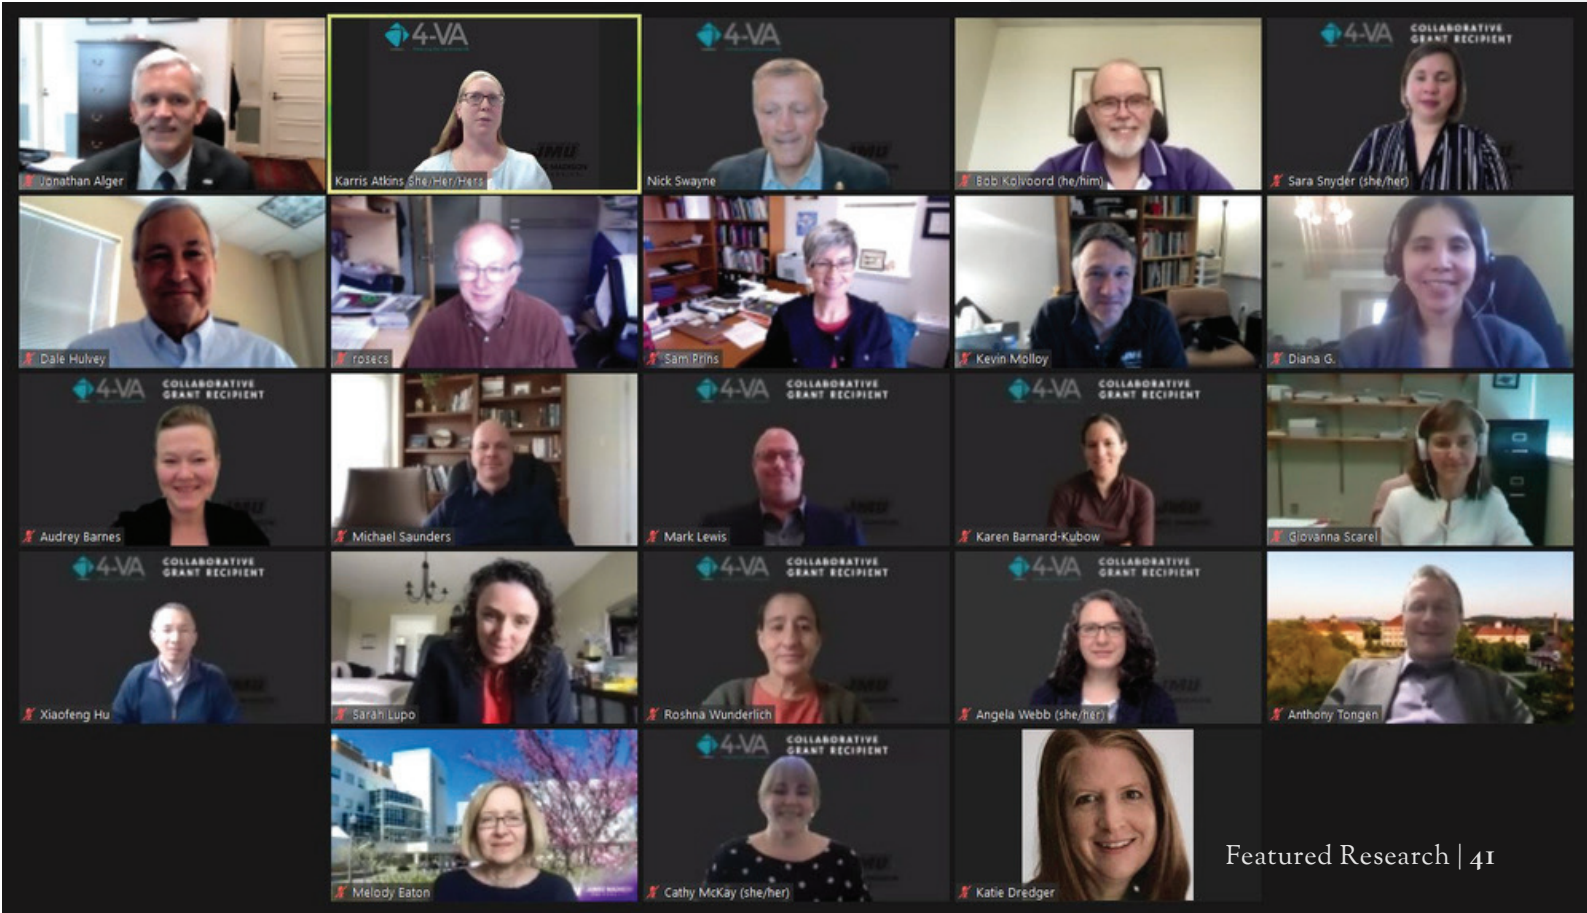 4-VA
4-VA
4-VA COLLABORATIVE
GRANT RECIPIENT
JMU
JMU
Jonathan Alger
Karris Atkins She/Her/Hers
Nick Swayne
Bob Kolvoord (he/him)
Sara Snyder (she/her)
Dale Hulvey
rosecs
Sam Prins
Kevin Molloy
Diana G.
4-VA COLLABORATIVE
GRANT RECIPIENT
4-VA COLLABORATIVE
GRANT RECIPIENT
4-VA COLLABORATIVE
GRANT RECIPIENT
JMU
Audrey Barnes
Michael Saunders
Mark Lewis
Karen Barnard-Kubow
Giovanna Scarel
4-VA COLLABORATIVE
GRANT RECIPIENT
4-VA COLLABORATIVE
GRANT RECIPIENT
4-VA COLLABORATIVE
GRANT RECIPIENT
JMU
Xiaofeng Hu
Sarah Lupo
Roshna Wunderlich
Angela Webb (she/her)
Anthony Tongen
4-VA COLLABORATIVE
GRANT RECIPIENT
Melody Eaton
Cathy McKay (she/her)
Katie Dredger
Featured Research | 41